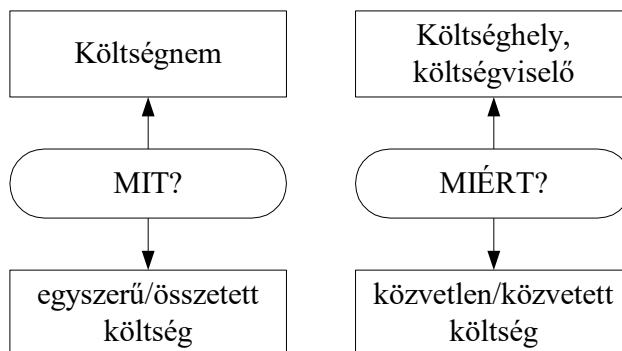 Költségnem
Költséghely,
költségviselő
MIT?
MIÉRT?
egyszerű/összetett
költség
közvetlen/közvetett
költség